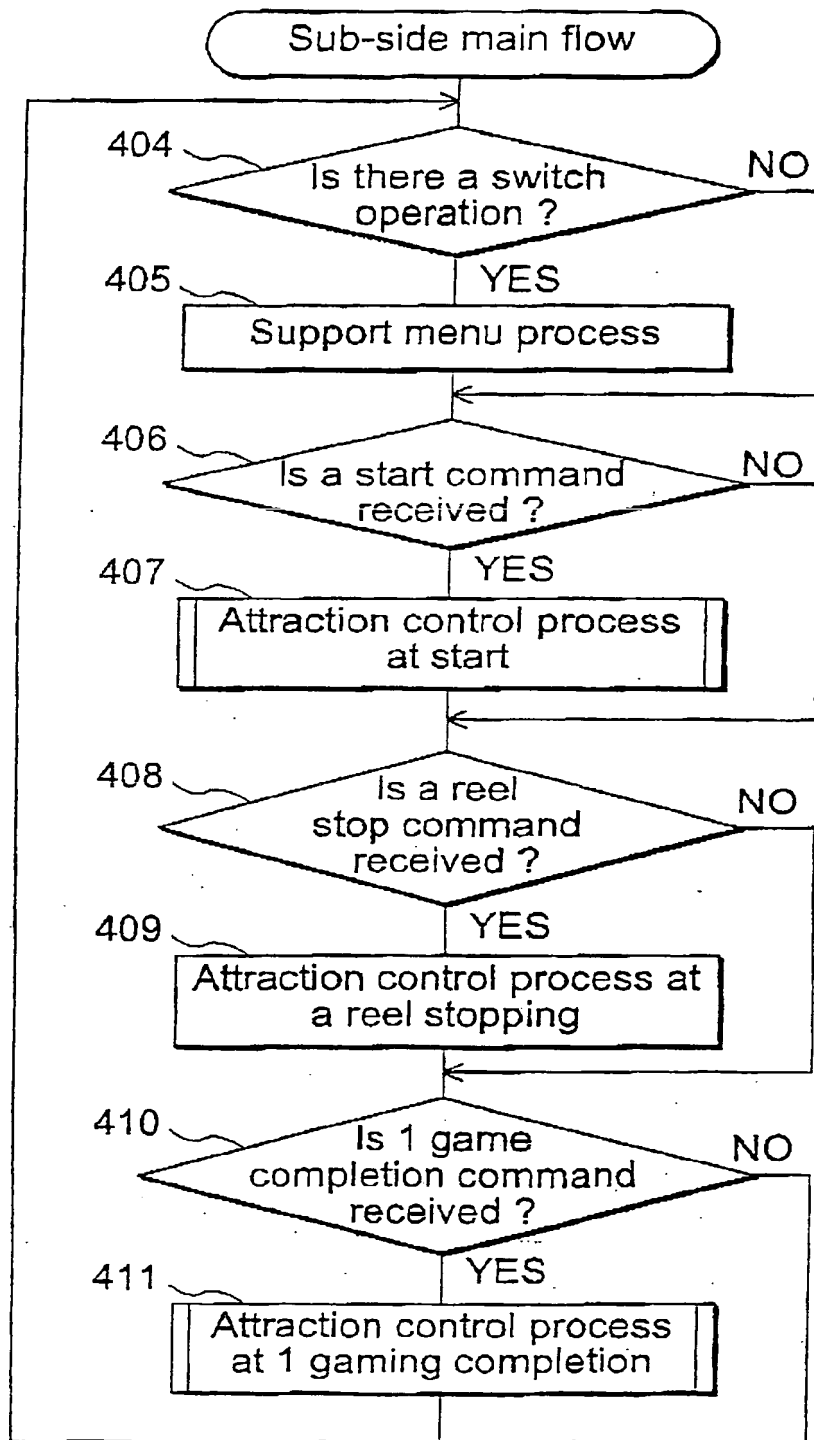 Sub-side main flow
404
Is there a switch
operation ?
NO
YES
405
Support menu process
406
Is a start command
received ?
NO
YES
407
Attraction control process
at start
408
Is a reel
stop command
received ?
NO
YES
409
Attraction control process at
a reel stopping
410
Is 1 game
completion command
received ?
NO
YES
411
Attraction control process
at 1 gaming completion